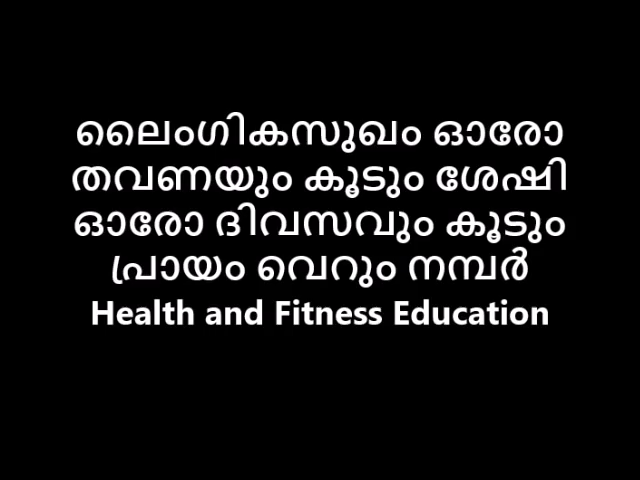 ലൈംഗികസുഖം ഓരോ
തവണയും കൂടും ശേഷി
ഓരോ ദിവസവും കൂടും
പ്രായം വെറും നമ്പർ
Health and Fitness Education